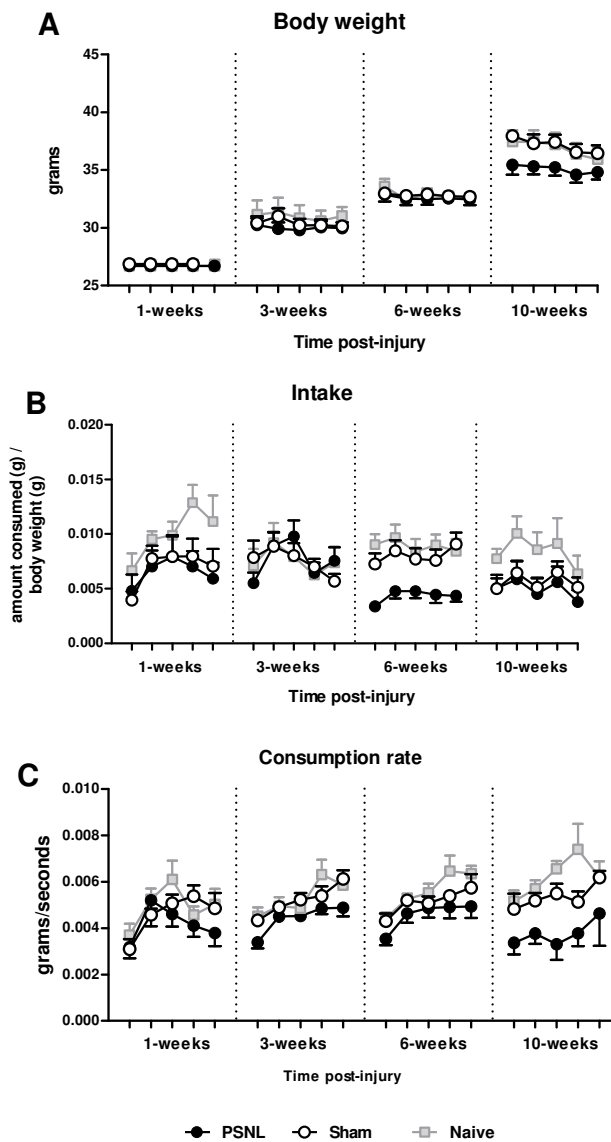 A
Body weight
45
40
35
30
25
grams
1-weeks 3-weeks 6-weeks 10-weeks
Time post-injury
B
Intake
0.020
0.015
0.010
0.005
0.000
amount consumed (g) /
body weight (g)
1-weeks 3-weeks 6-weeks 10-weeks
Time post-injury
C
Consumption rate
0.010
0.008
0.006
0.004
0.002
0.000
grams/seconds
1-weeks 3-weeks 6-weeks 10-weeks
Time post-injury
PSNL Sham Naive